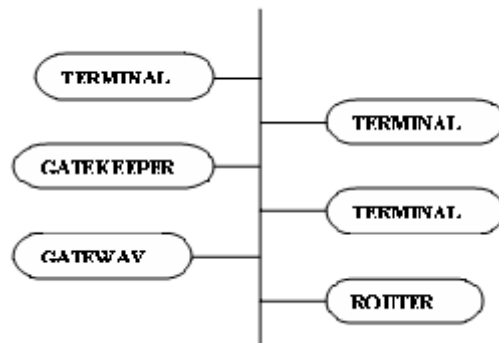 TERMINAL
TERMINAL
GATEKEEPER
TERMINAL
GATEWAY
ROUTER